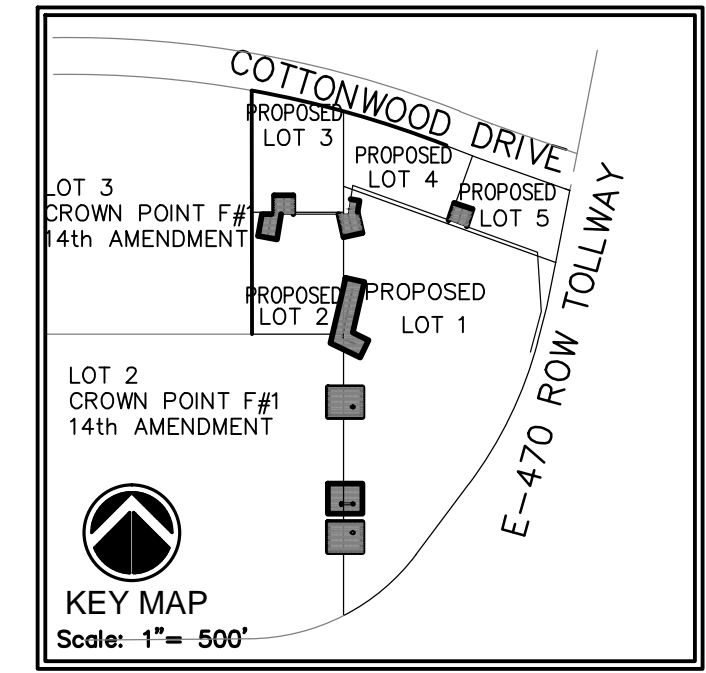 COTTONWOOD DRIVE
PROPOSED
LOT 3
PROPOSED
LOT 4
PROPOSED
LOT 5
LOT 3
CROWN POINT F#1
14th AMENDMENT
PROPOSED
LOT 2
PROPOSED
LOT 1
E-470 ROW TOLLWAY
LOT 2
CROWN POINT F#1
14th AMENDMENT
KEY MAP
Scale: 1"= 500'